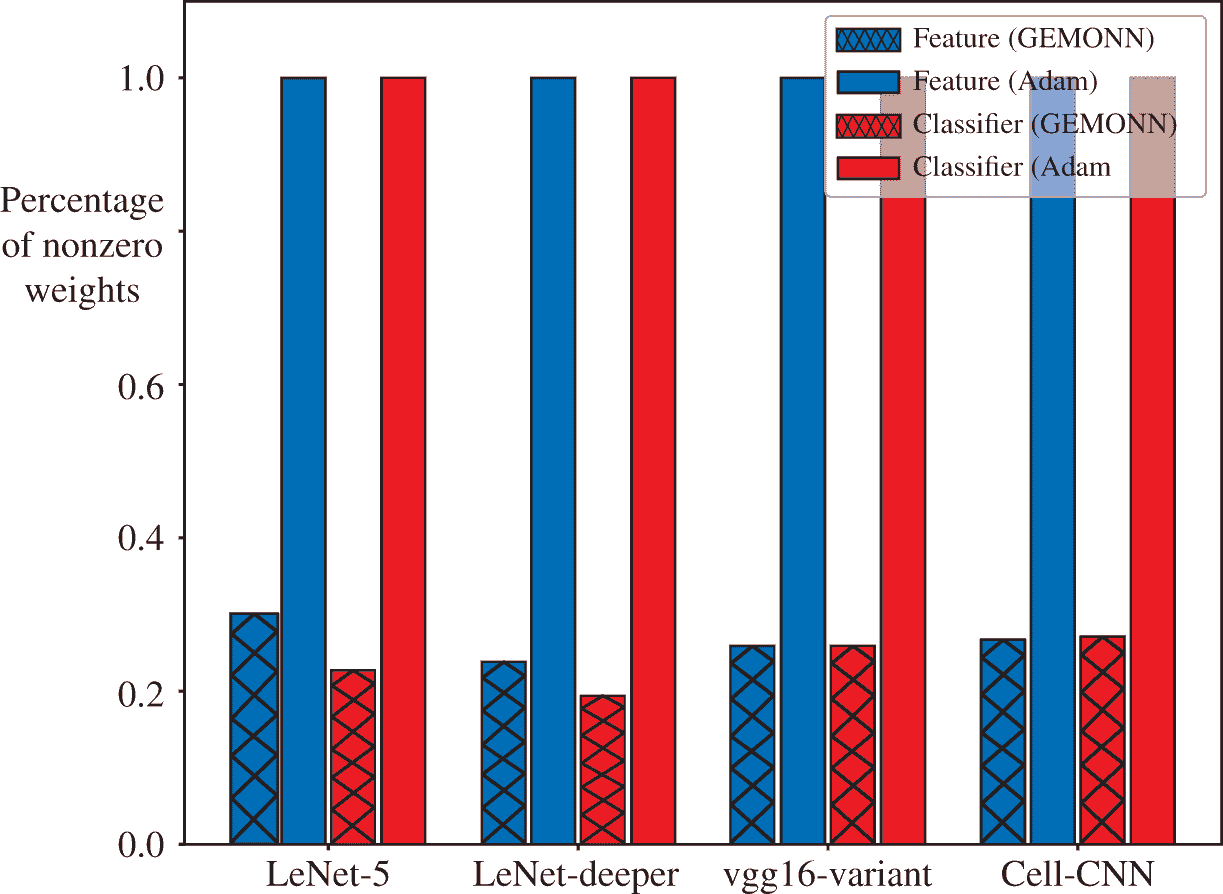 Feature (GEMONN)
Feature (Adam)
Classifier (GEMONN)
Classifier (Adam
Percentage
of nonzero
weights
1.0
0.6
0.4
0.2
0.0
LeNet-5
LeNet-deeper
vgg16-variant
Cell-CNN